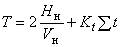 T = 2 Hн/Vн + Kt∑t